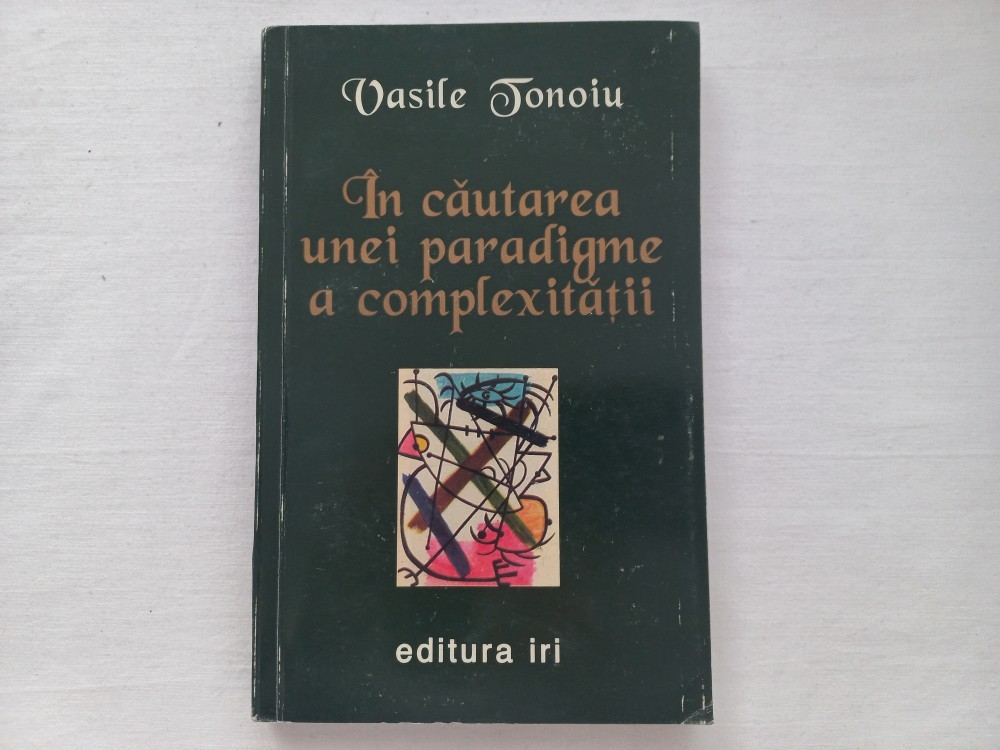 Vasile Tonoiu
În căutarea
unei paradigme
a complexității
editura iri